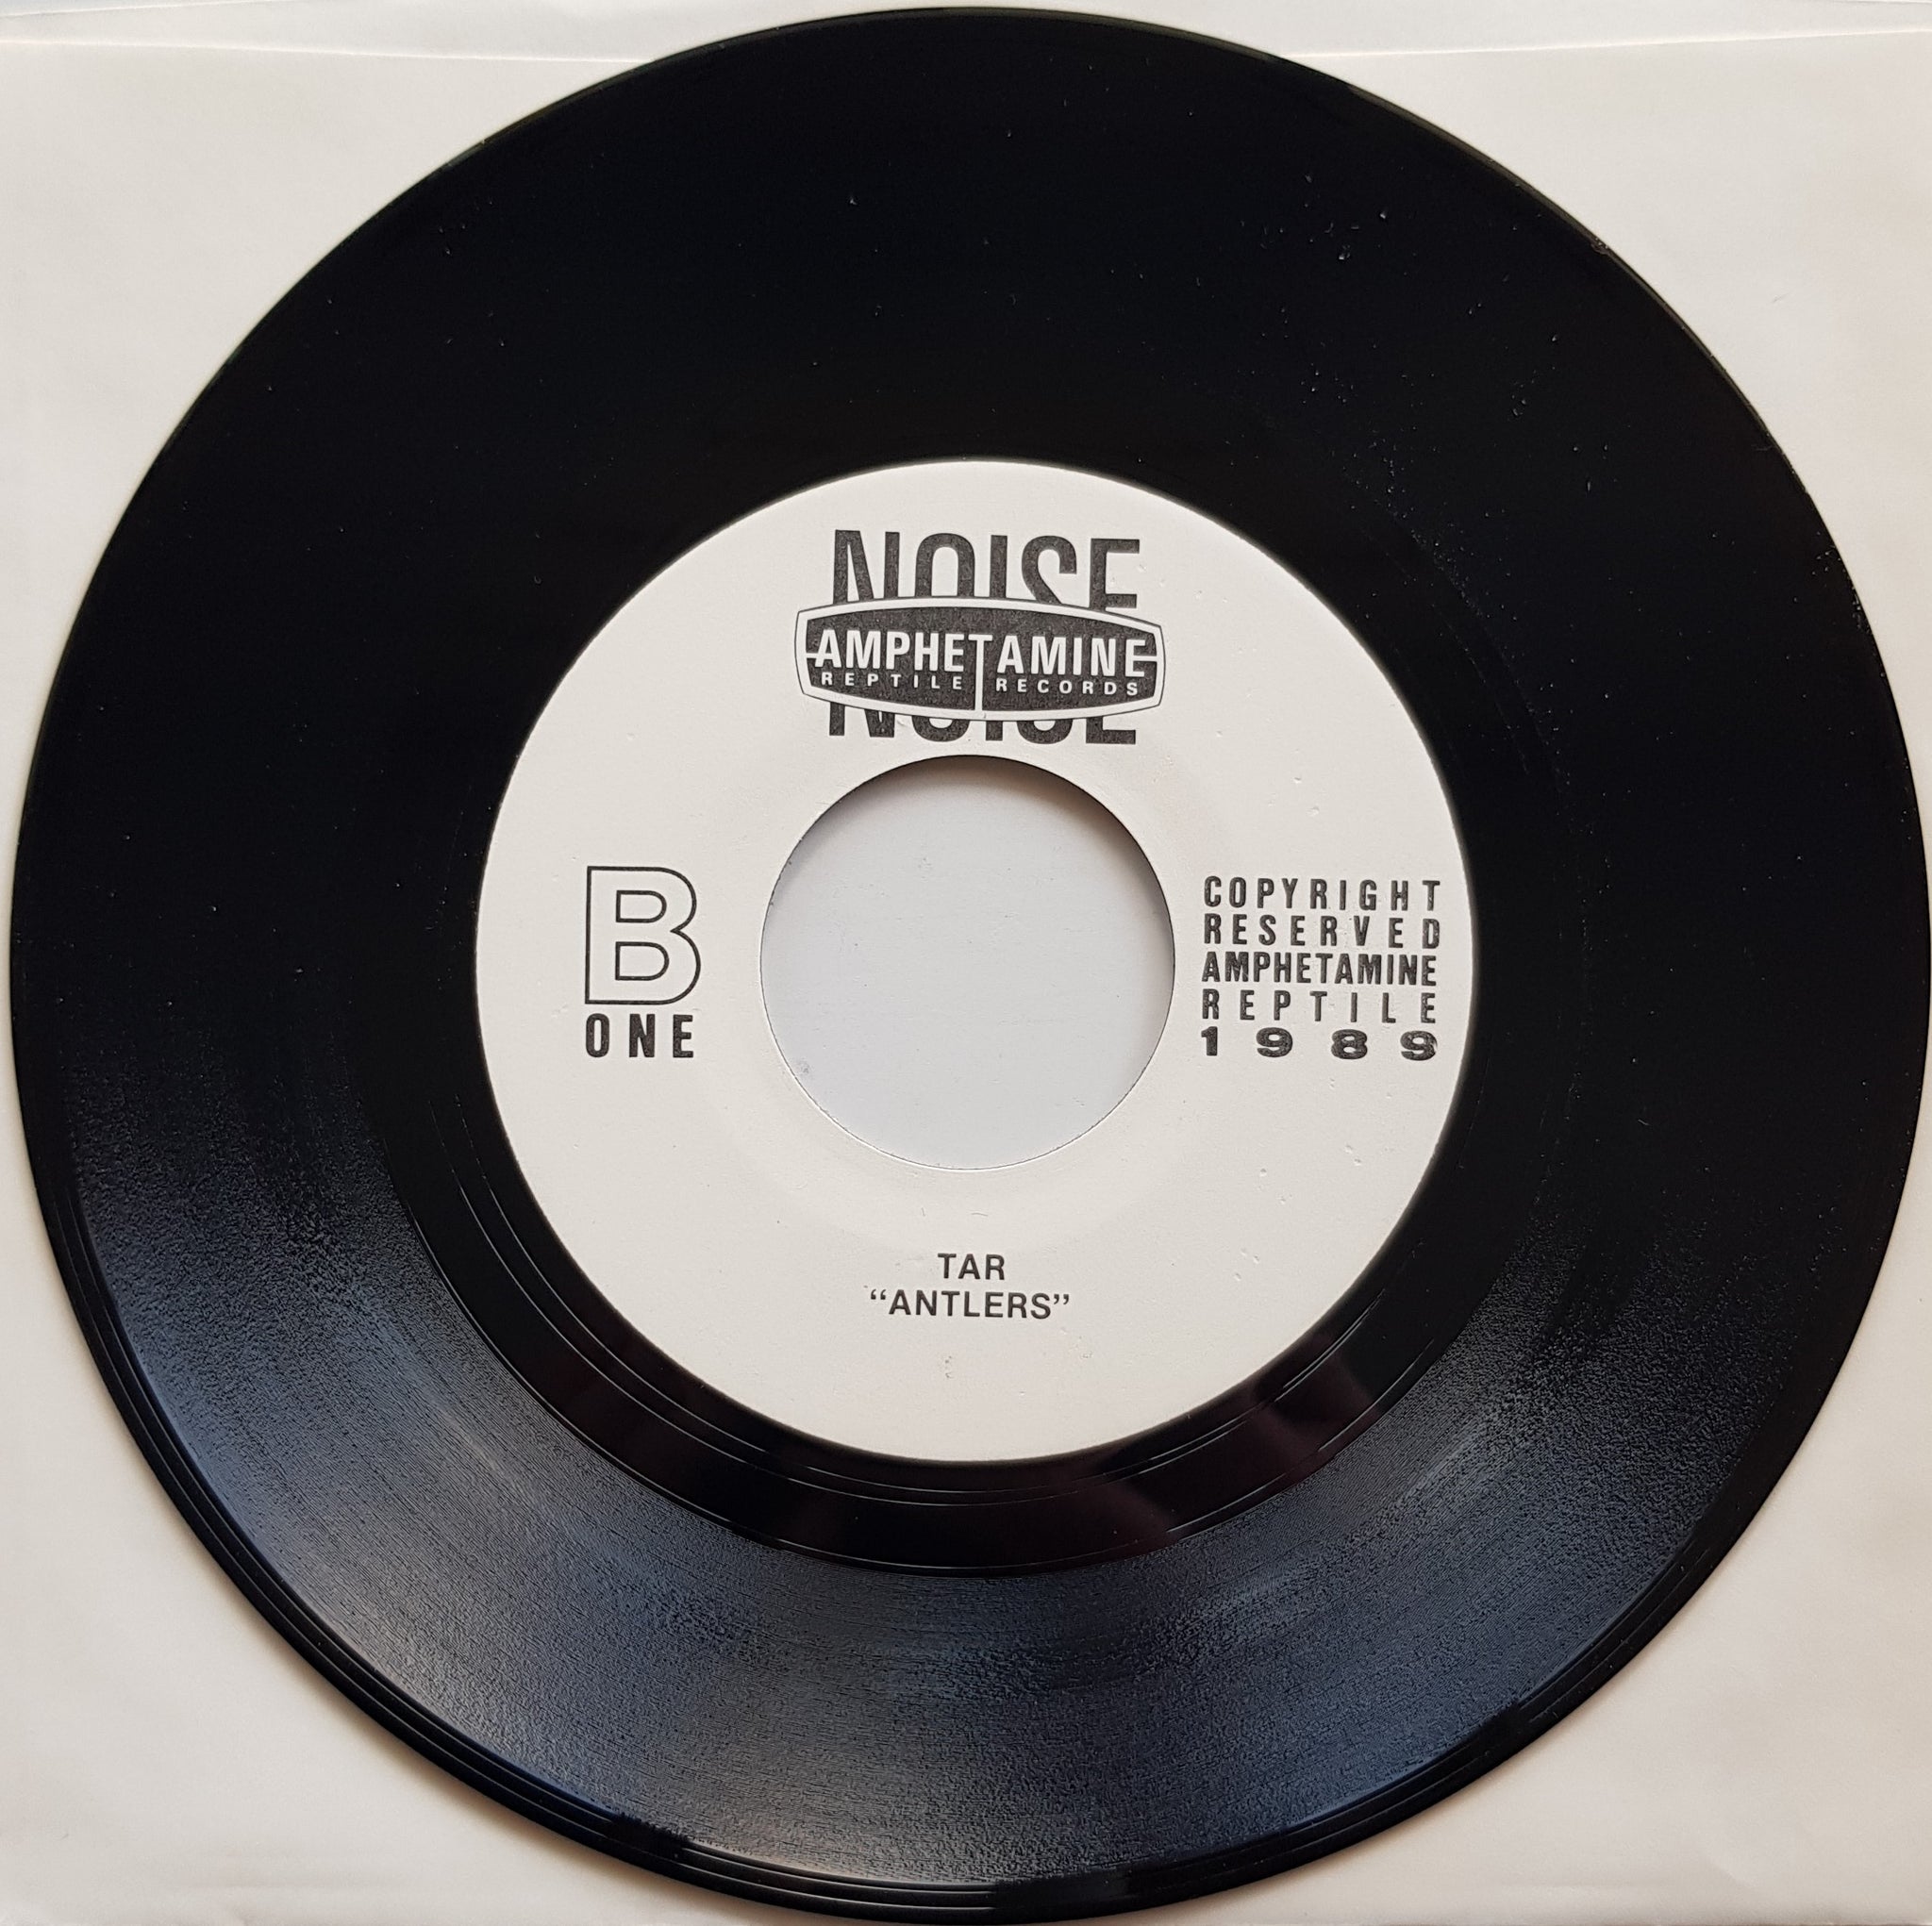 NOISE
AMPHETAMINE
REPTILE RECORDS
NOISE
B
ONE
COPYRIGHT
RESERVED
AMPHETAMINE
REPTILE
1989
TAR
“ANTLERS”